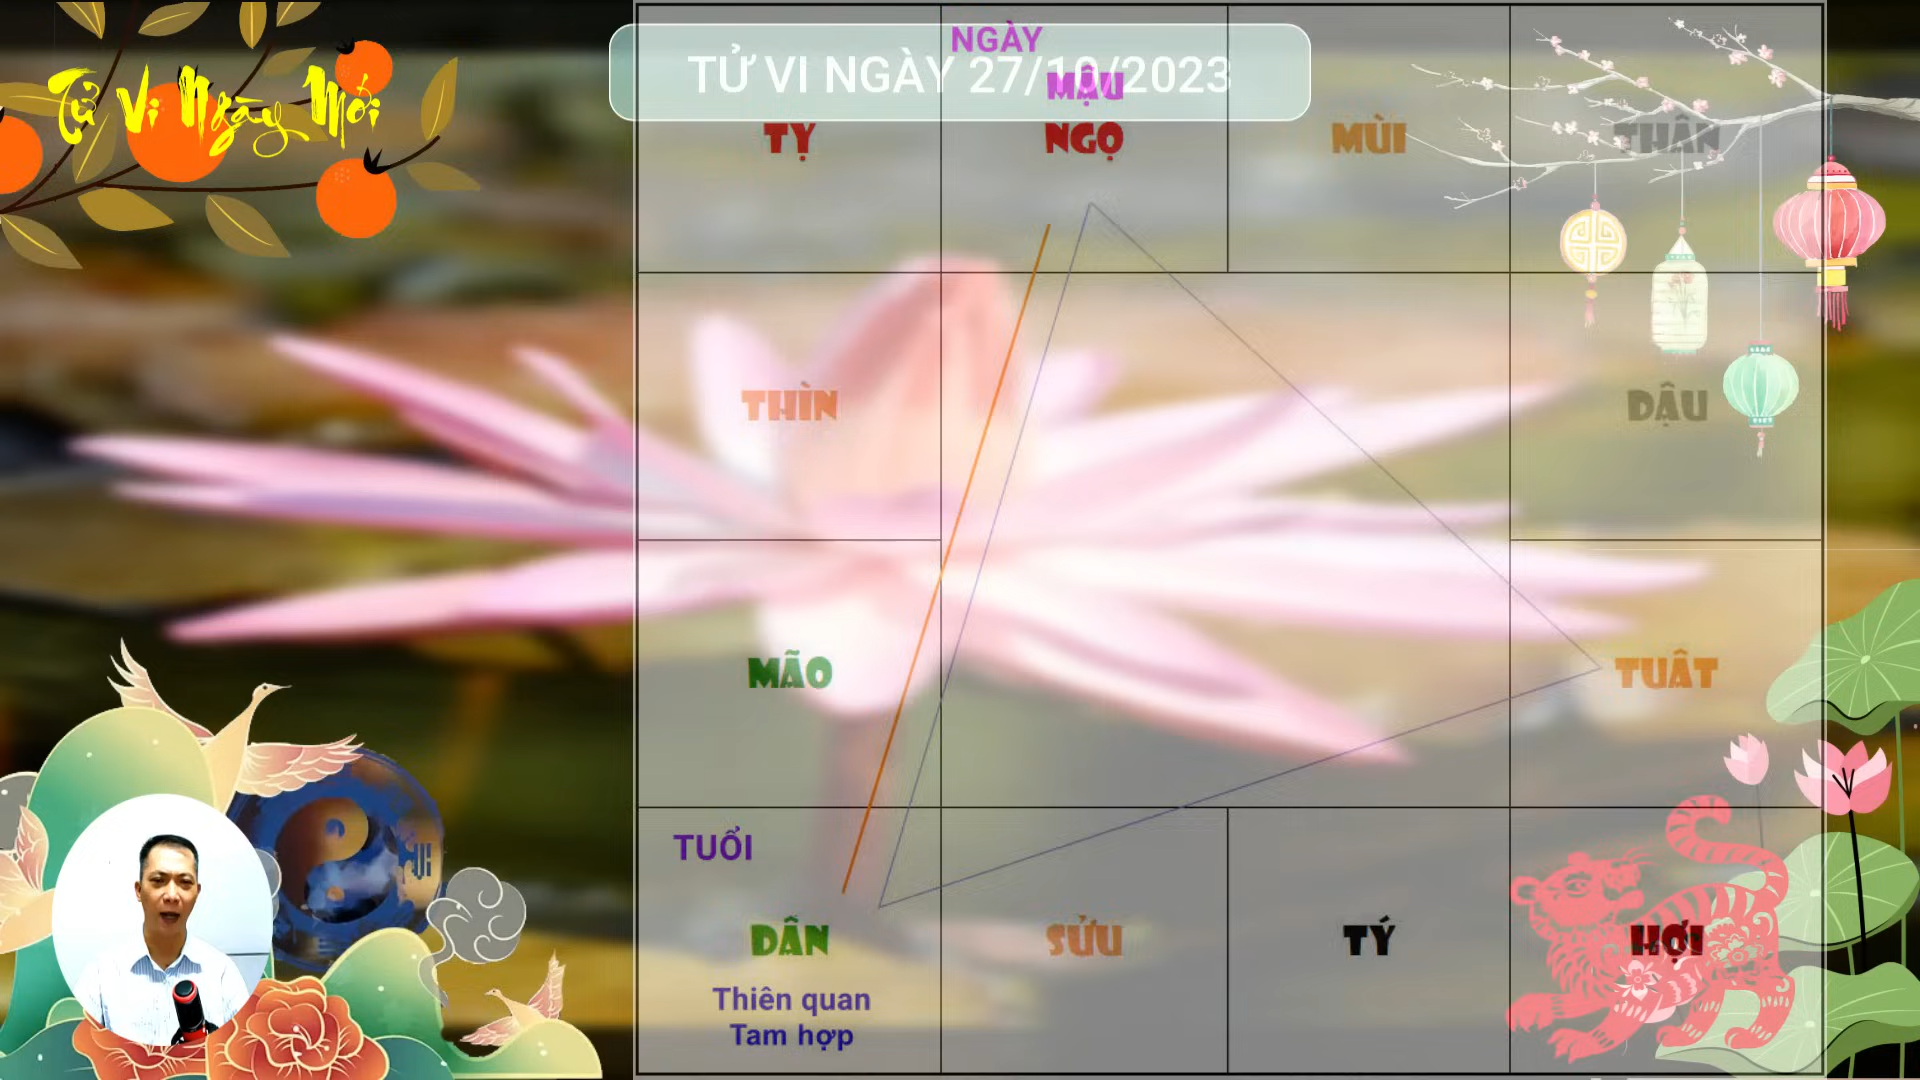 Tử Vi Ngày Mới
TỬ VI NGÀY 27/10/2023
NGÀY
MẬU
TỴ
NGỌ
MÙI
THÂN
THÌN
DẬU
MÃO
TUẤT
TUỔI
DẦN
SỬU
TÝ
HỢI
Thiên quan
Tam hợp